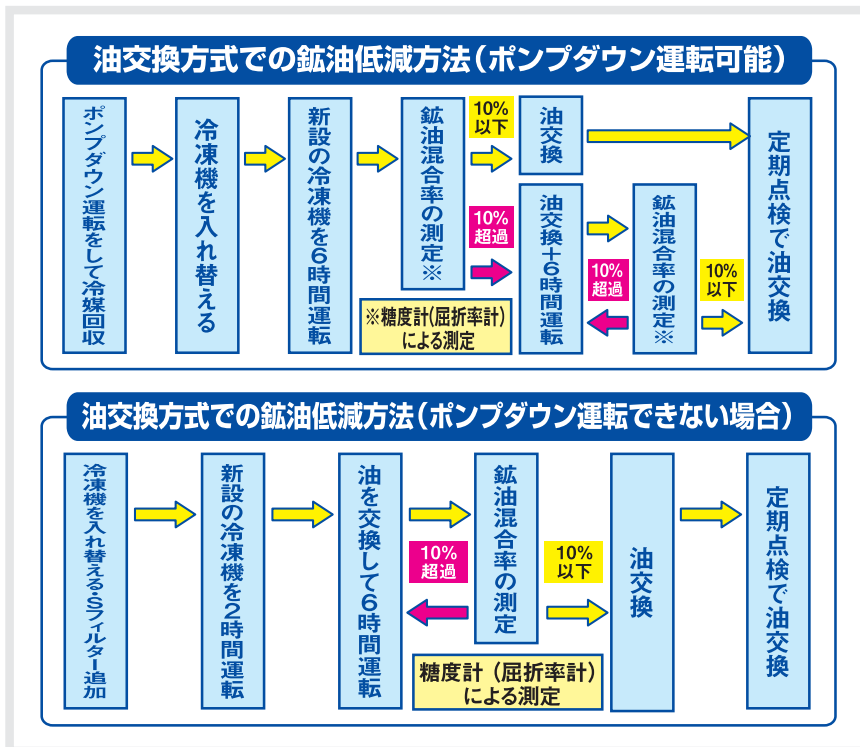 油交換方式での鉱油低減方法（ポンプダウン運転可能）
ポンプダウン運転をして冷媒回収
冷凍機を入れ替える
新設の冷凍機を6時間運転
鉱油混合率の測定※
10%
以下
油交換
10%
超過
油交換＋6時間運転
鉱油混合率の測定※
10%
超過
10%
以下
定期点検で油交換
※糖度計(屈折率計)
による測定
油交換方式での鉱油低減方法（ポンプダウン運転できない場合）
冷凍機を入れ替える・Sフィルター追加
新設の冷凍機を2時間運転
油を交換して6時間運転
10%
超過
鉱油混合率の測定
10%
以下
油交換
定期点検で油交換
糖度計（屈折率計）
による測定